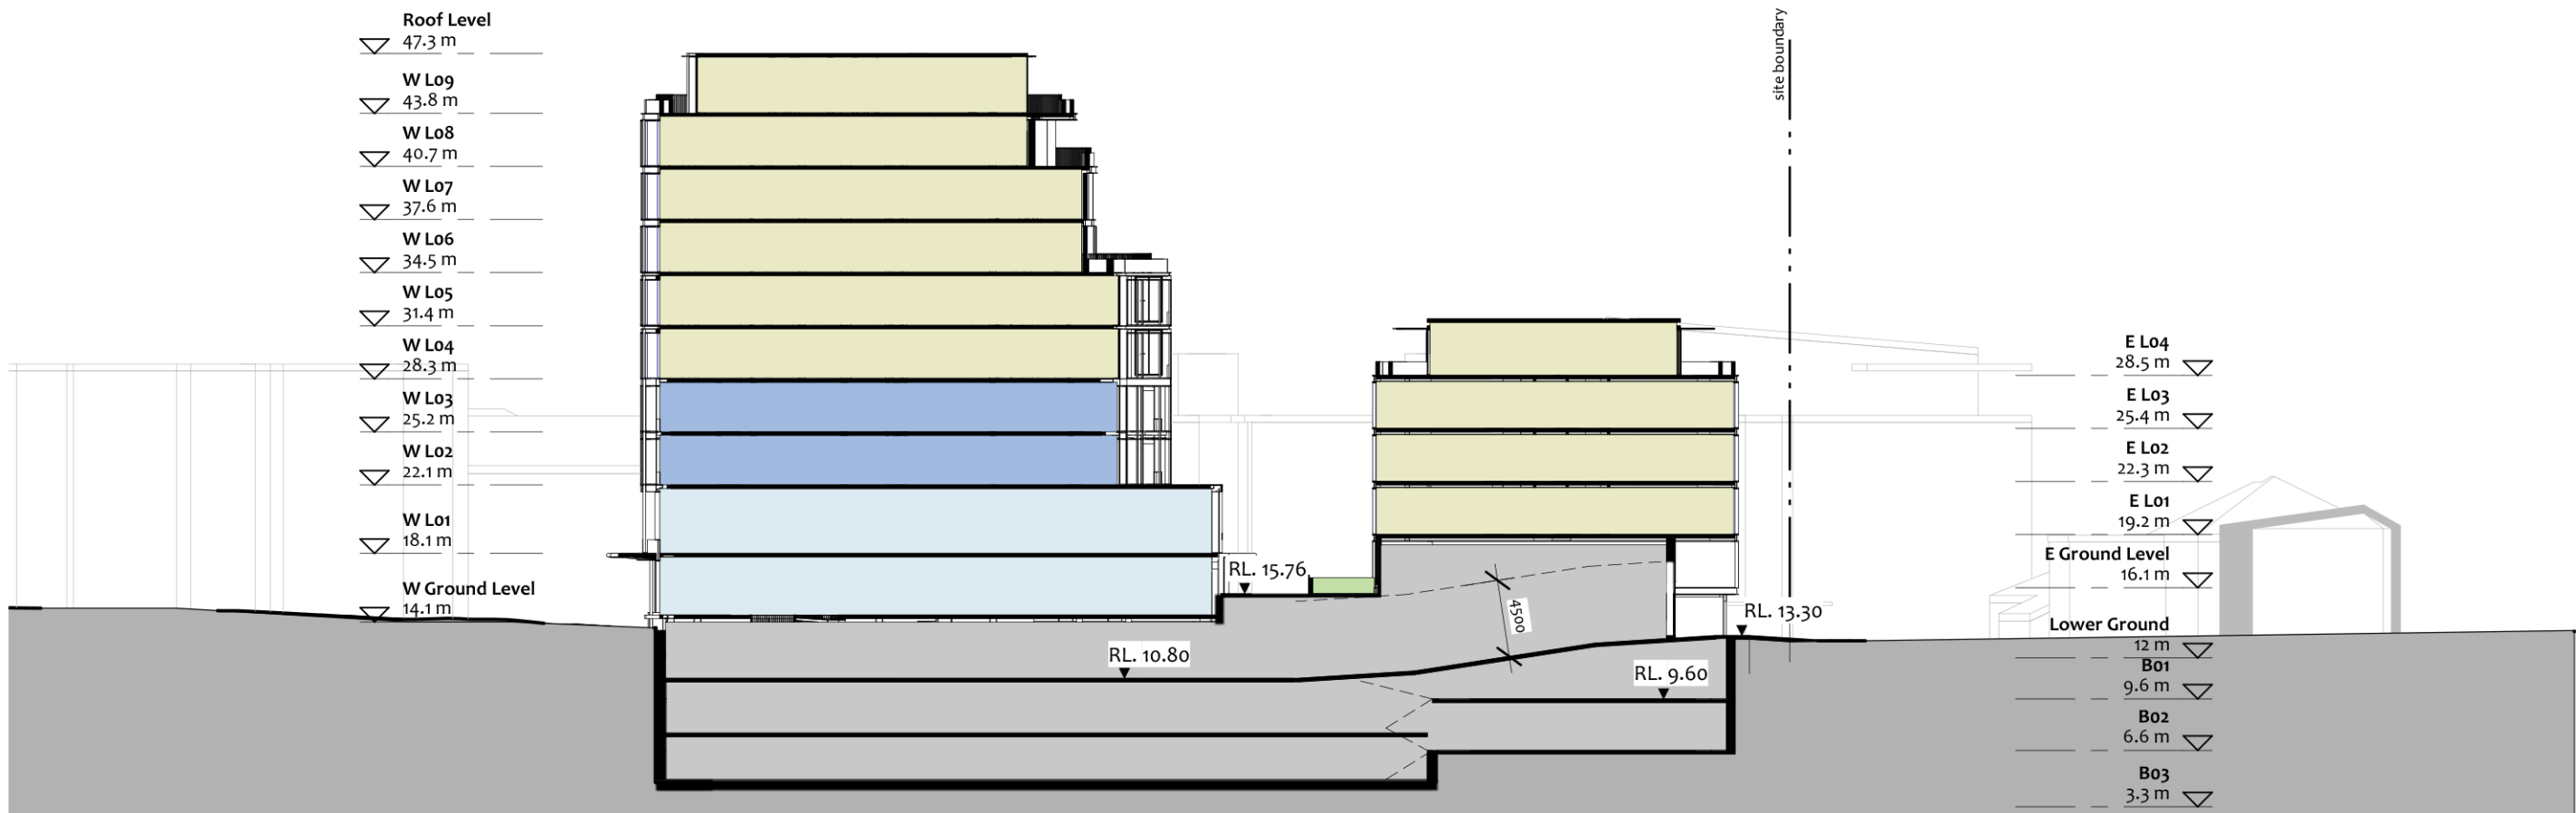 Roof Level
47.3 m
W L09
43.8 m
W L08
40.7 m
W L07
37.6 m
W L06
34.5 m
W L05
31.4 m
W L04
28.3 m
W L03
25.2 m
W L02
22.1 m
W L01
18.1 m
W Ground Level
14.1 m
site boundary
RL. 15.76
4500
RL. 13.30
RL. 10.80
RL. 9.60
E L04
28.5 m
E L03
25.4 m
E L02
22.3 m
E L01
19.2 m
E Ground Level
16.1 m
Lower Ground
12 m
B01
9.6 m
B02
6.6 m
B03
3.3 m